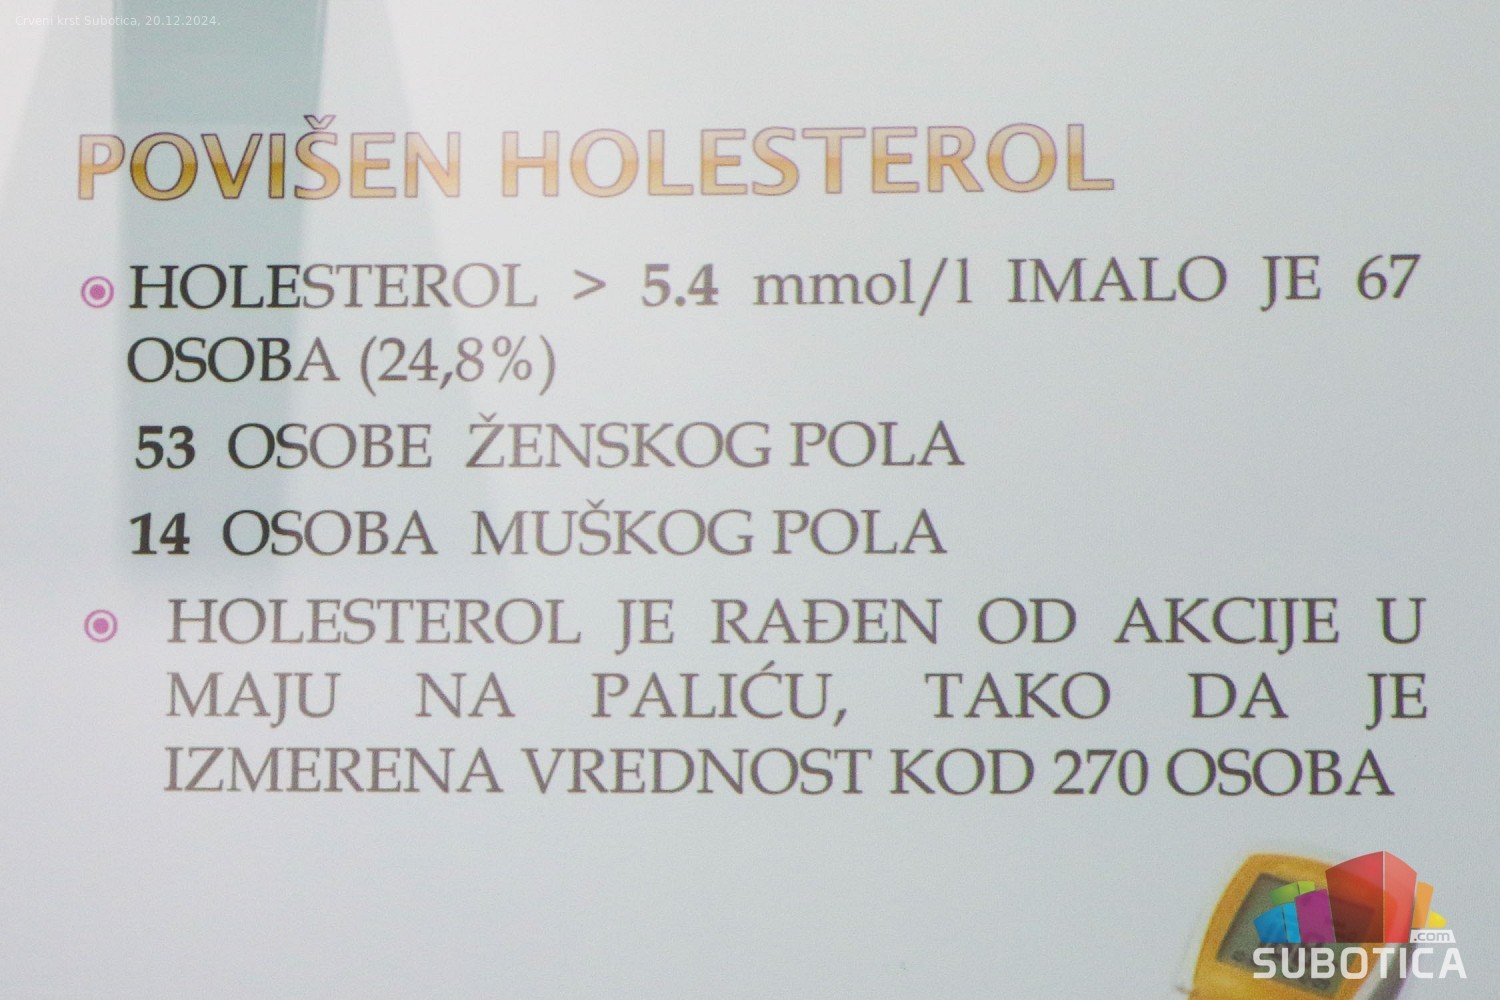 Crveni krst Subotica, 20.12.2024.
POVIŠEN HOLESTEROL
HOLESTEROL > 5.4 mmol/l IMALO JE 67
OSOBA (24,8%)
53 OSOBE ŽENSKOG POLA
14 OSOBA MUŠKOG POLA
HOLESTEROL JE RAĐEN OD AKCIJE U
MAJU NA PALIĆU, TAKO DA JE
IZMERENA VREDNOST KOD 270 OSOBA
.com
SUBOTICA